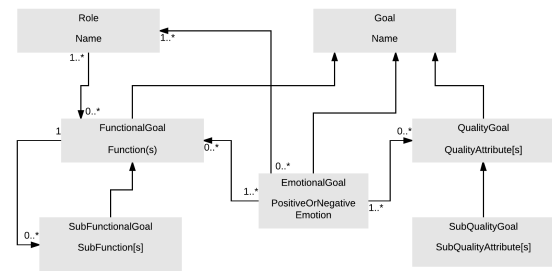 Role
Name
Goal
Name
1..*
1..*
0..*
FunctionalGoal
Function(s)
1
0..*
0..*
QualityGoal
QualityAttribute[s]
0..*
1..*
EmotionalGoal
PositiveOrNegative
Emotion
1..*
SubFunctionalGoal
SubFunction[s]
0..*
SubQualityGoal
SubQualityAttribute[s]